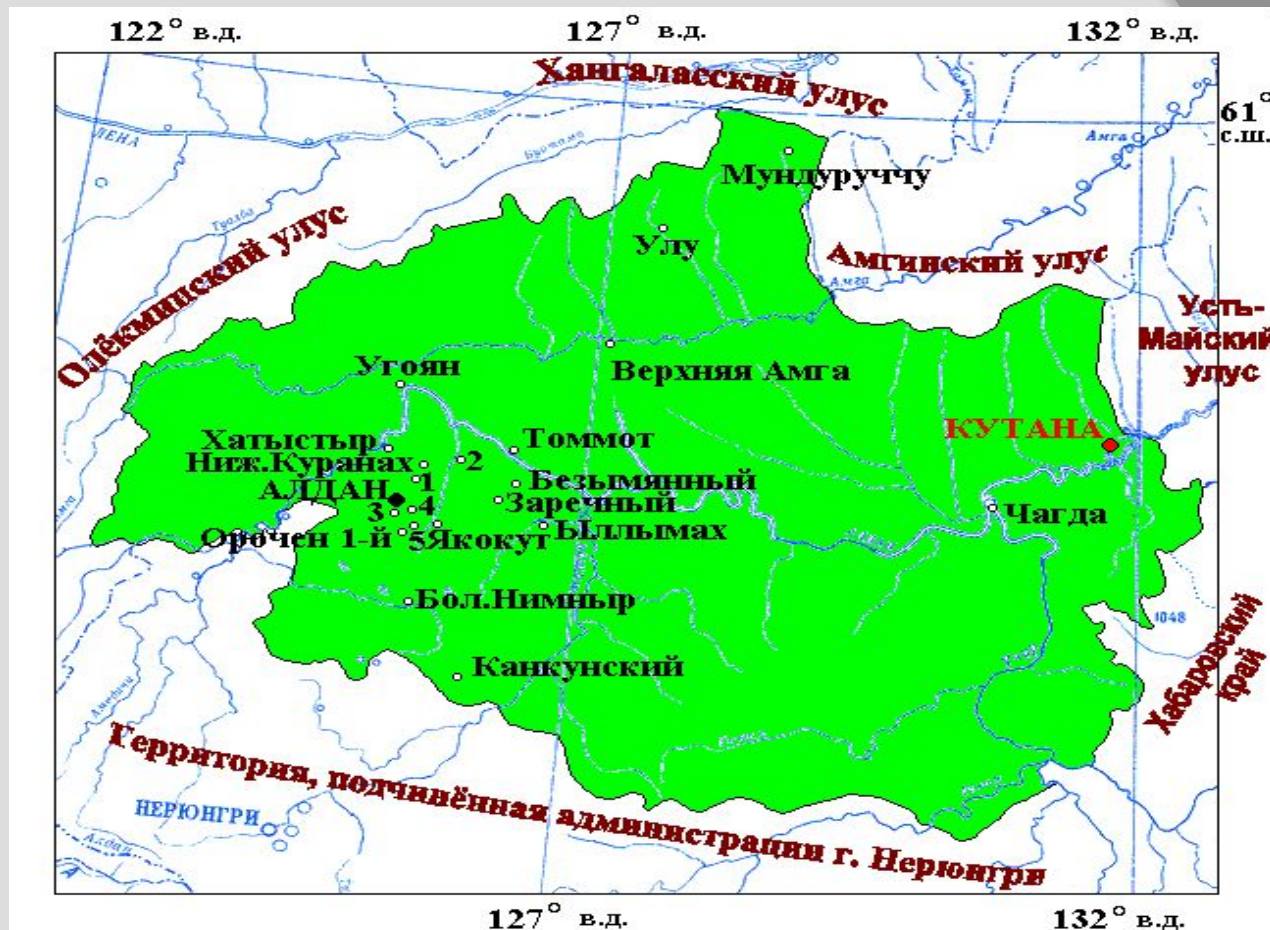 122° в.д.
127° в.д.
132° в.д.
Хангаласский улус
61°
с.ш.
ЛЕНА
Амга
Мундуруччу
Улу
Олёкминский улус
Амгинский улус
Амга
Усть-
Майский
улус
Угоян
Верхняя Амга
КУТАНА
Хатыстыр
Томмот
Ниж.Куранах
2
1
Безымянный
АЛДАН
4
Заречный
3
Чагда
Орочен 1-й
5
Якокут
Ыллымах
Бол.Нимныр
1048
Канкунский
Хабаровский
край
Территория, подчинённая администрации г. Нерюнгри
НЕРЮНГРИ
127° в.д.
132° в.д.